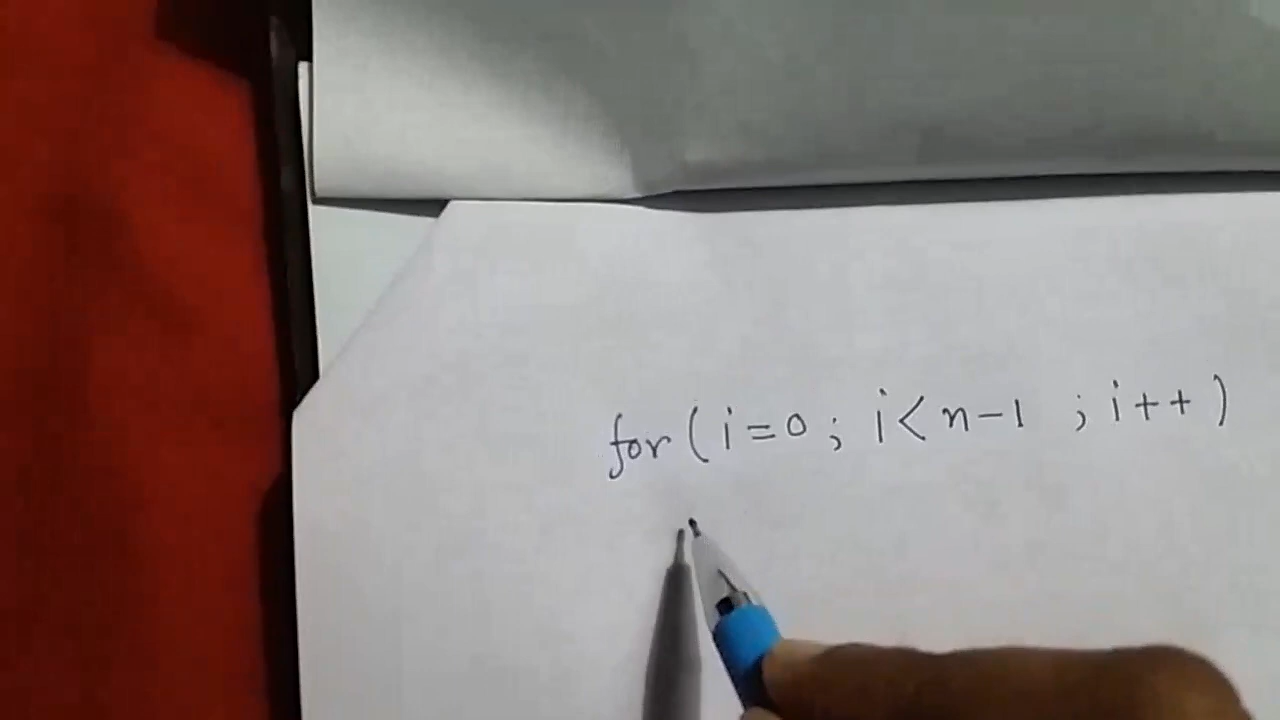 for ( i = 0 ; i < n - 1 ; i + + )